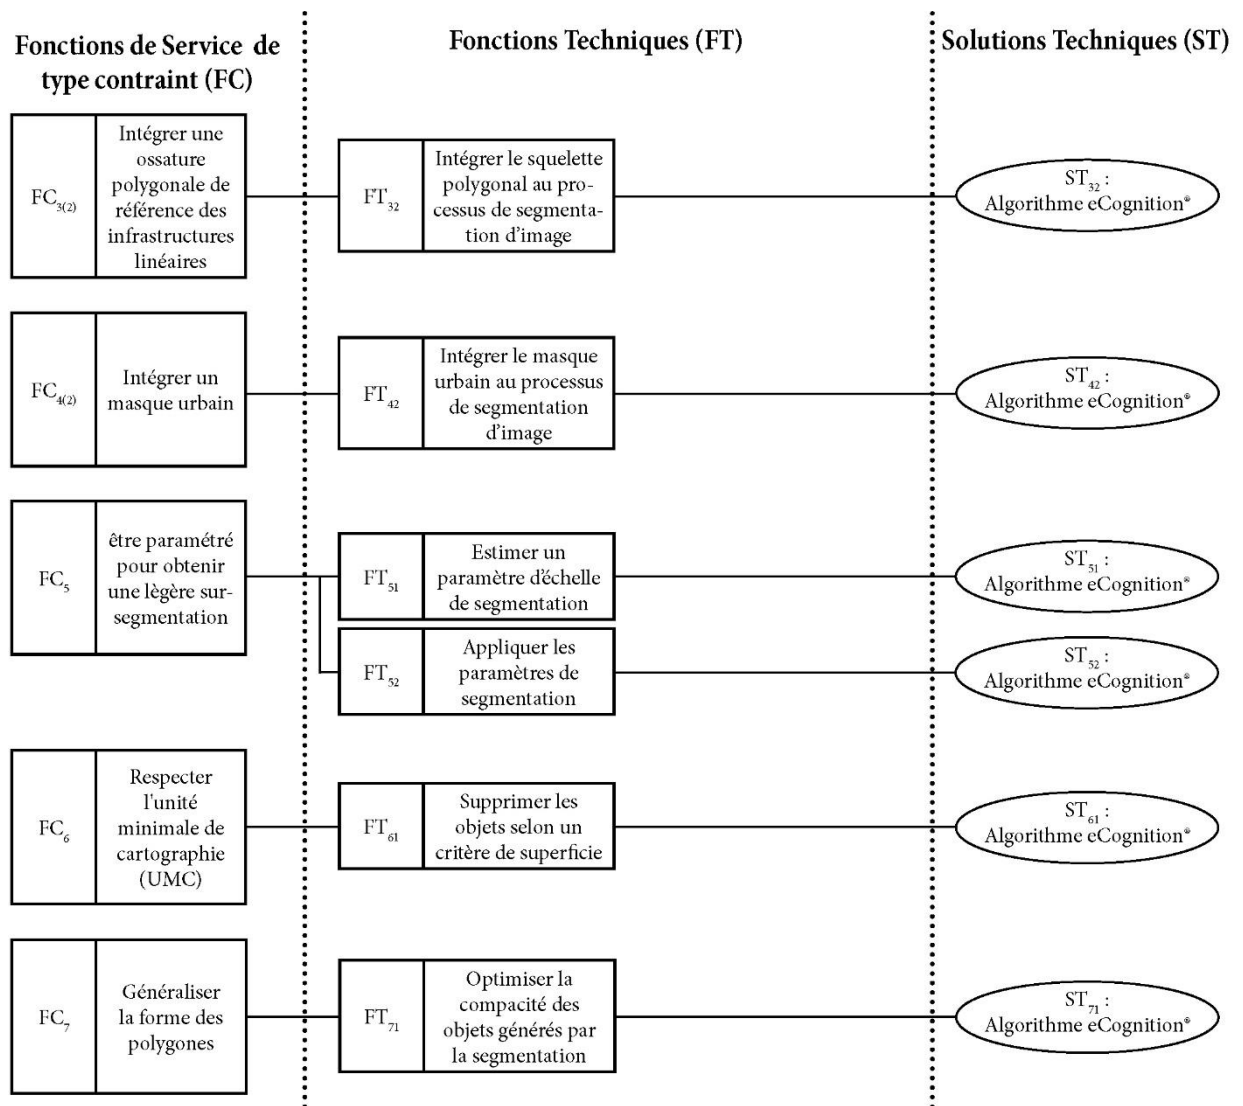 Fonctions de Service de
type contraint (FC)
Fonctions Techniques (FT)
Solutions Techniques (ST)
FC3(2)
Intégrer une
ossature
polygonale de
référence des
infrastructures
linéaires
FT32
Intégrer le squelette
polygonal au pro-
cessus de segmenta-
tion d'image
ST32 :
Algorithme eCognition®
FC4(2)
Intégrer un
masque urbain
FT42
Intégrer le masque
urbain au processus
de segmentation
d'image
ST42 :
Algorithme eCognition®
FC5
être paramétré
pour obtenir
une lègère sur-
segmentation
FT51
Estimer un
paramètre d'échelle
de segmentation
ST51 :
Algorithme eCognition®
FT52
Appliquer les
paramètres de
segmentation
ST52 :
Algorithme eCognition®
FC6
Respecter
l'unité
minimale de
cartographie
(UMC)
FT61
Supprimer les
objets selon un
critère de superficie
ST61 :
Algorithme eCognition®
FC7
Généraliser
la forme des
polygones
FT71
Optimiser la
compacité des
objets générés par
la segmentation
ST71 :
Algorithme eCognition®